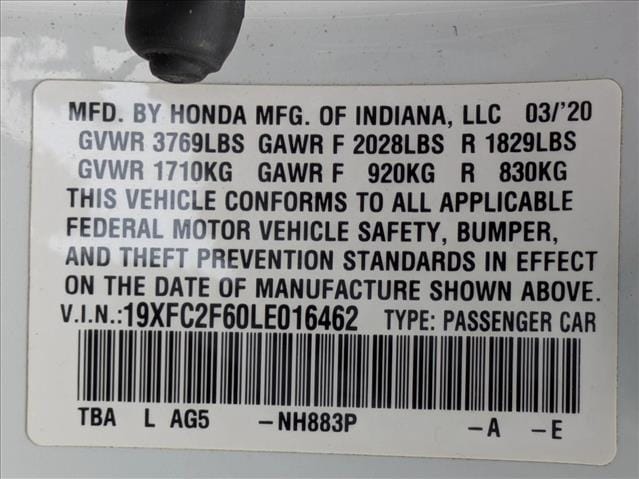 MFD. BY HONDA MFG. OF INDIANA, LLC 03/'20
GVWR 3769LBS GAWR F 2028LBS R 1829LBS
GVWR 1710KG GAWR F 920KG R 830KG
THIS VEHICLE CONFORMS TO ALL APPLICABLE
FEDERAL MOTOR VEHICLE SAFETY, BUMPER,
AND THEFT PREVENTION STANDARDS IN EFFECT
ON THE DATE OF MANUFACTURE SHOWN ABOVE.
V.I.N.:19XFC2F60LE016462 TYPE: PASSENGER CAR
TBA L AG5 -NH883P -A -E